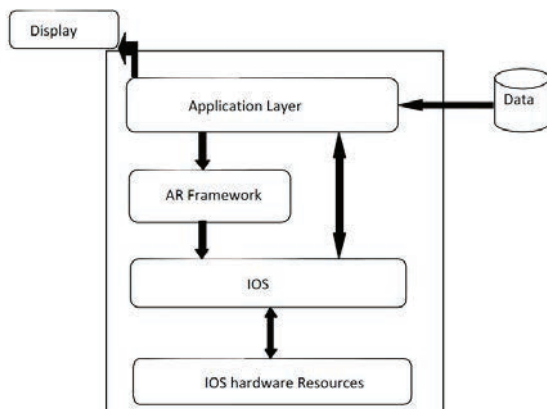 Display
Application Layer
Data
AR Framework
IOS
IOS hardware Resources